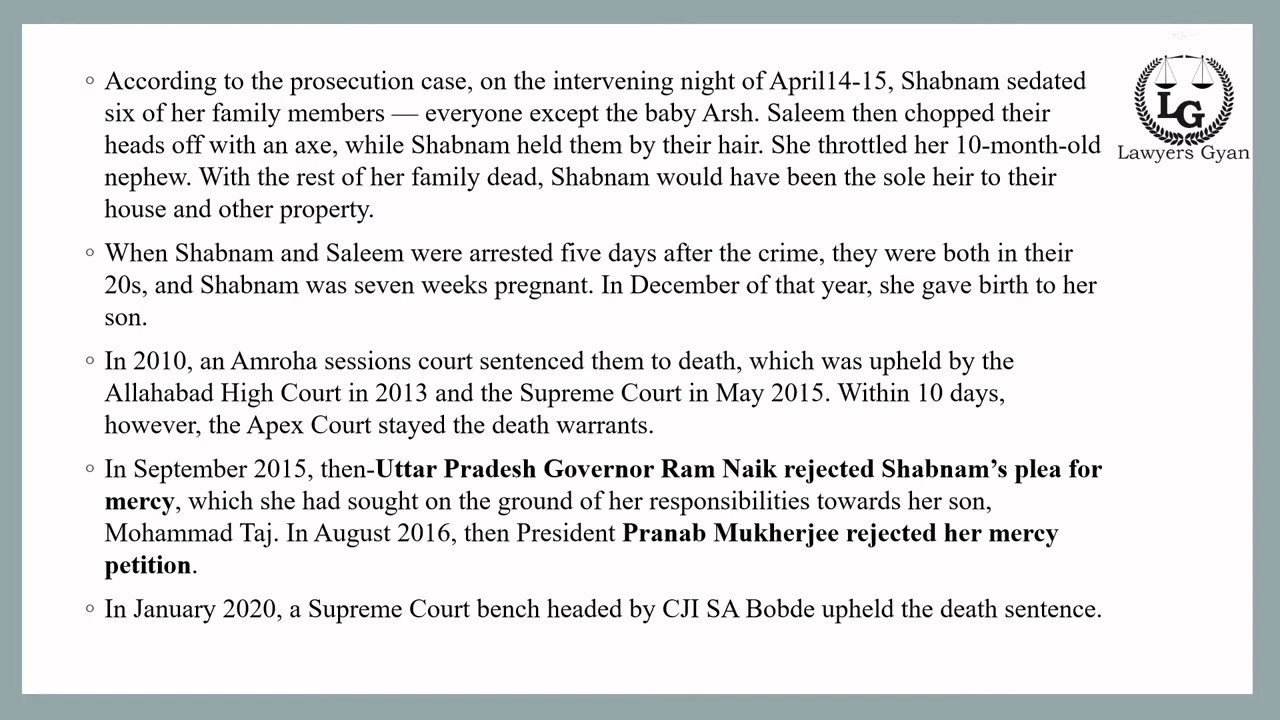 ◦ According to the prosecution case, on the intervening night of April14-15, Shabnam sedated
six of her family members — everyone except the baby Arsh. Saleem then chopped their
heads off with an axe, while Shabnam held them by their hair. She throttled her 10-month-old
nephew. With the rest of her family dead, Shabnam would have been the sole heir to their
house and other property.
◦ When Shabnam and Saleem were arrested five days after the crime, they were both in their
20s, and Shabnam was seven weeks pregnant. In December of that year, she gave birth to her
son.
◦ In 2010, an Amroha sessions court sentenced them to death, which was upheld by the
Allahabad High Court in 2013 and the Supreme Court in May 2015. Within 10 days,
however, the Apex Court stayed the death warrants.
◦ In September 2015, then-Uttar Pradesh Governor Ram Naik rejected Shabnam’s plea for
mercy, which she had sought on the ground of her responsibilities towards her son,
Mohammad Taj. In August 2016, then President Pranab Mukherjee rejected her mercy
petition.
◦ In January 2020, a Supreme Court bench headed by CJI SA Bobde upheld the death sentence.
LG
Lawyers Gyan